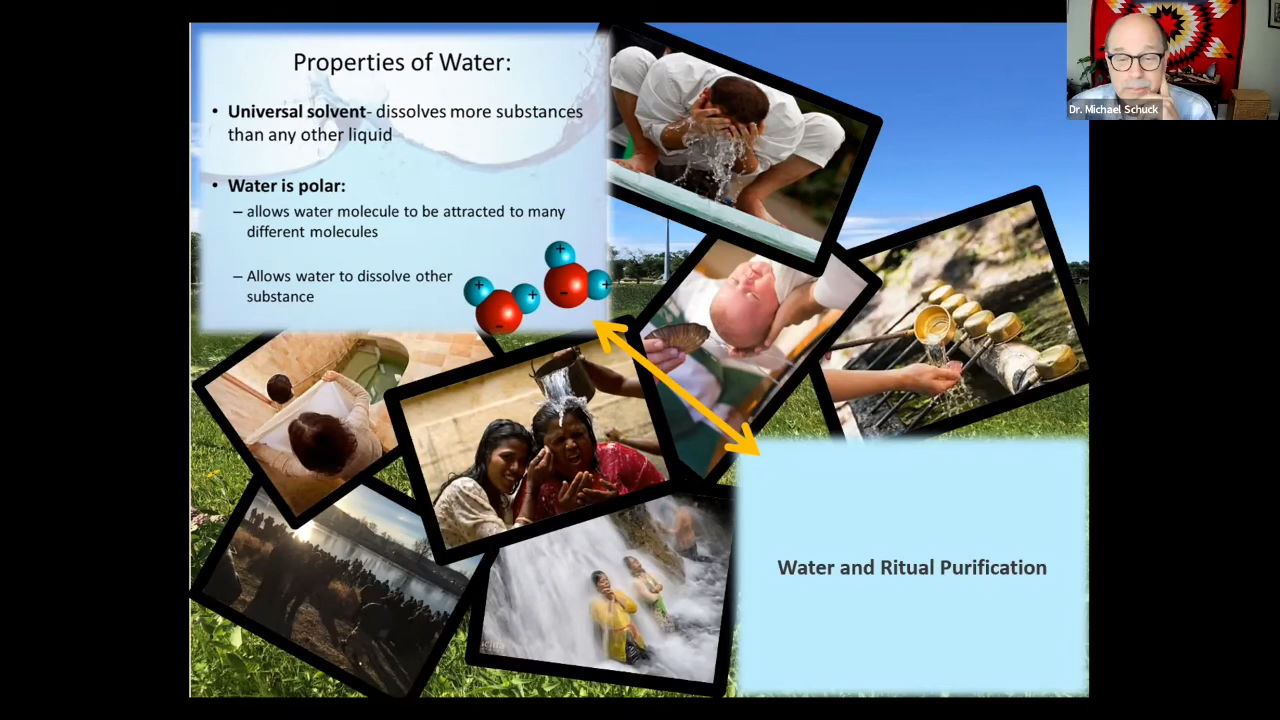 Properties of Water:
• Universal solvent- dissolves more substances
than any other liquid
• Water is polar:
– allows water molecule to be attracted to many
different molecules
– Allows water to dissolve other
substance
+
+
-
+
+
-
Water and Ritual Purification
Dr. Michael Schuck